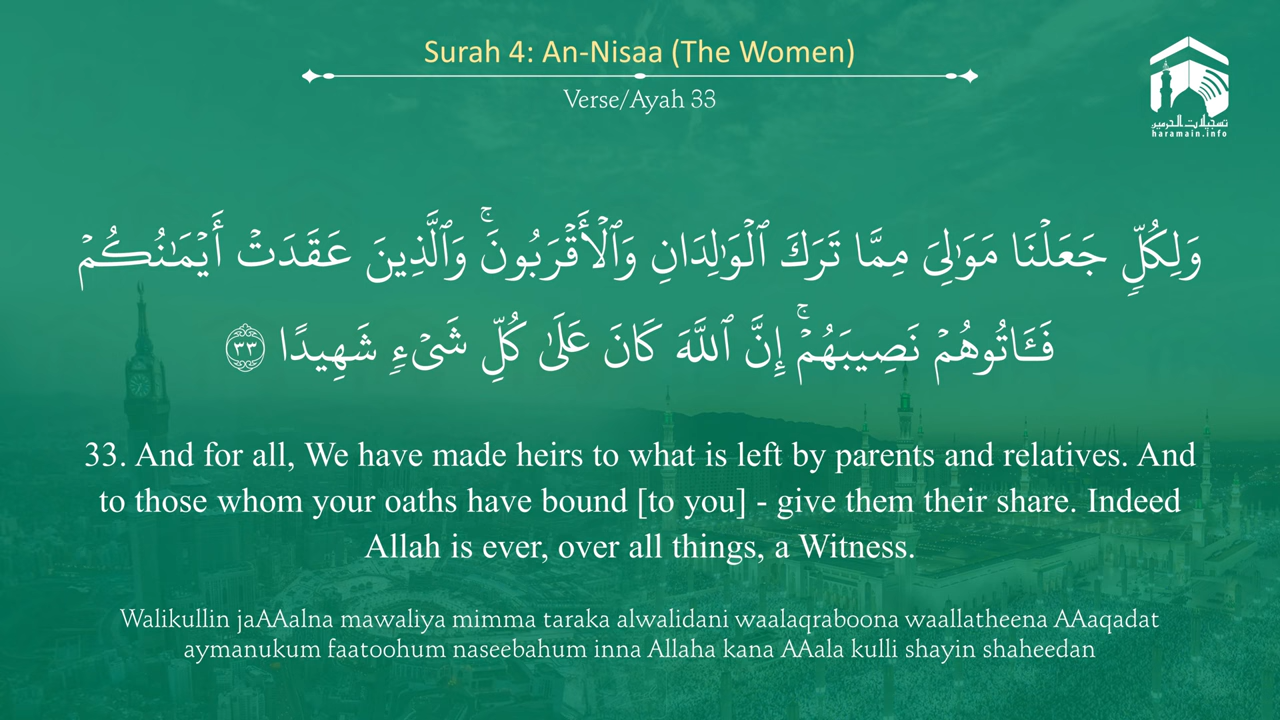 Surah 4: An-Nisaa (The Women)
Verse/Ayah 33
تسجيلات الحرمين
haramain.info
وَلِكُلٍّ جَعَلْنَا مَوَٰلِىَ مِمَّا تَرَكَ ٱلْوَٰلِدَانِ وَٱلْأَقْرَبُونَ ۚ وَٱلَّذِينَ عَقَدَتْ أَيْمَـٰنُكُمْ
فَـَٔاتُوهُمْ نَصِيبَهُمْ ۚ إِنَّ ٱللَّهَ كَانَ عَلَىٰ كُلِّ شَىْءٍ شَهِيدًا ٣٣
33. And for all, We have made heirs to what is left by parents and relatives. And
to those whom your oaths have bound [to you] - give them their share. Indeed
Allah is ever, over all things, a Witness.
Walikullin jaAAalna mawaliya mimma taraka alwalidani waalaqraboona waallatheena AAaqadat
aymanukum faatoohum naseebahum inna Allaha kana AAala kulli shayin shaheedan